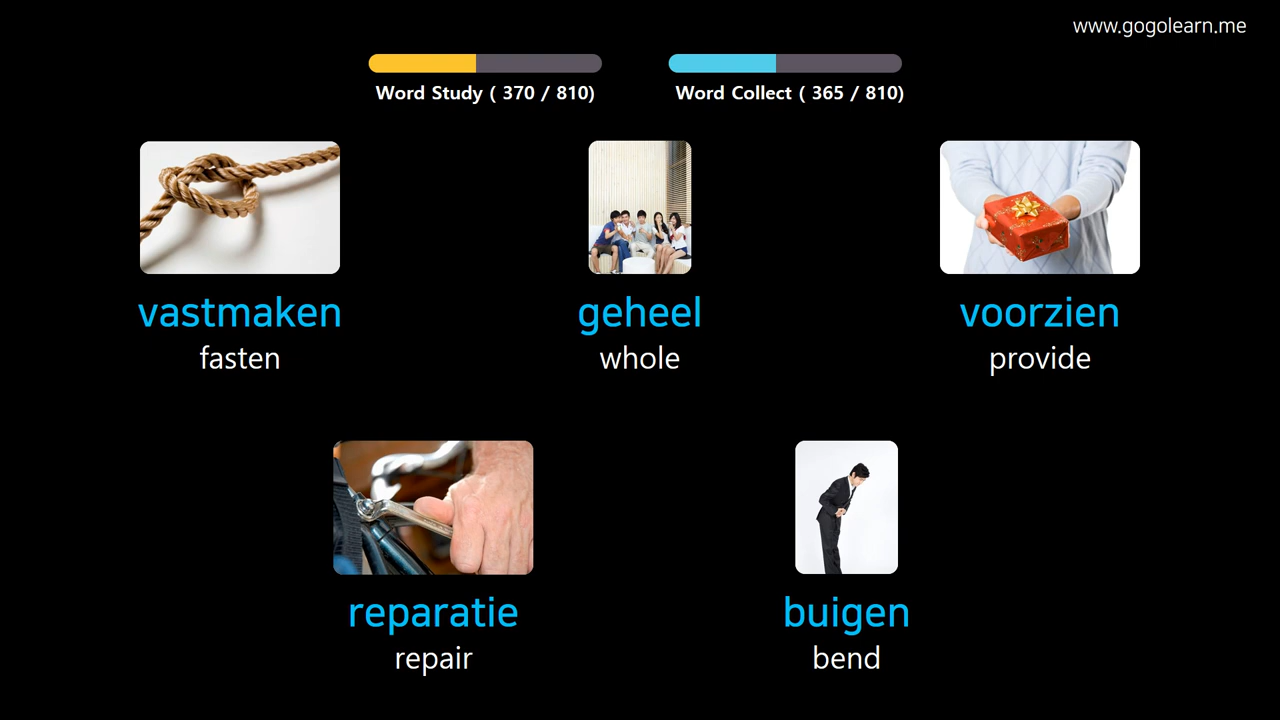 www.gogolearn.me
Word Study ( 370 / 810)
Word Collect ( 365 / 810)
vastmaken
fasten
geheel
whole
voorzien
provide
reparatie
repair
buigen
bend